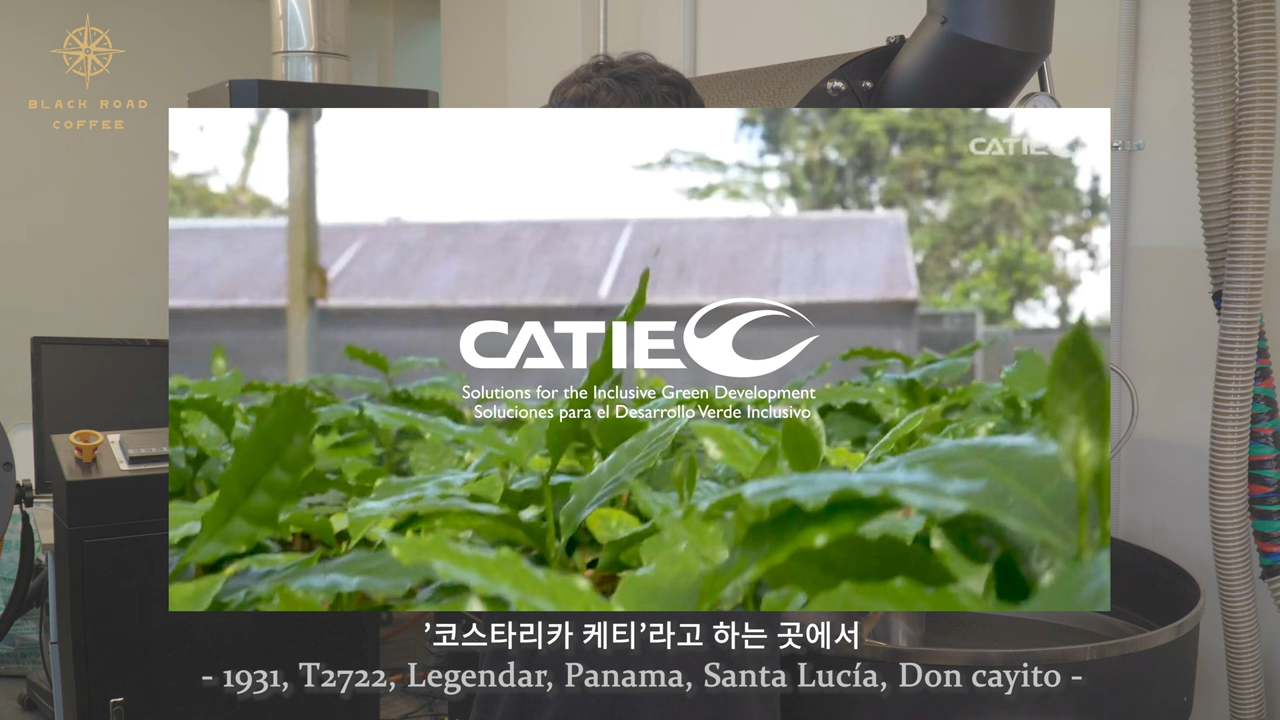 BLACK ROAD
COFFEE
CATIE
CATIE
Solutions for the Inclusive Green Development
Soluciones para el Desarrollo Verde Inclusivo
’코스타리카 케티’라고 하는 곳에서
- 1931, T2722, Legendar, Panama, Santa Lucía, Don cayito -